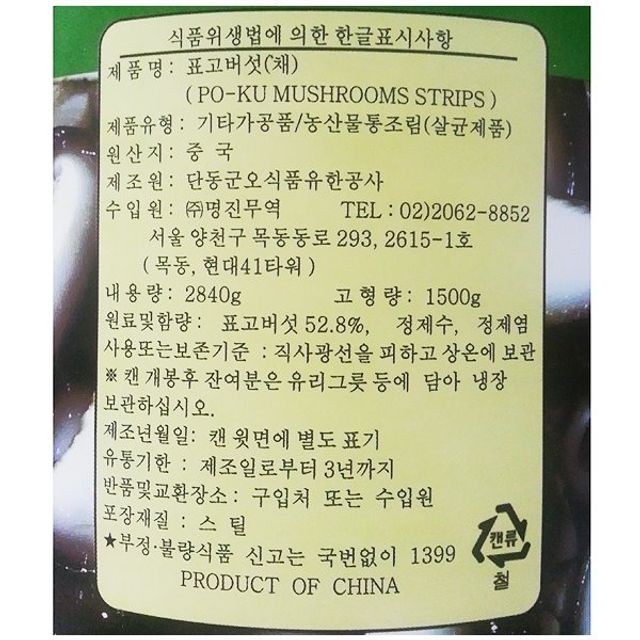 식품위생법에 의한 한글표시사항
제품명 : 표고버섯(채)
( PO-KU MUSHROOMS STRIPS )
제품유형 : 기타가공품/농산물통조림(살균제품)
원산지 : 중 국
제조원 : 단동군오식품유한공사
수입원 : ㈜명진무역 TEL : 02)2062-8852
서울 양천구 목동동로 293, 2615-1호
( 목동, 현대41타워 )
내용량 : 2840g 고형량 : 1500g
원료및함량 : 표고버섯 52.8%, 정제수, 정제염
사용또는보존기준 : 직사광선을 피하고 상온에 보관
※ 캔 개봉후 잔여분은 유리그릇 등에 담아 냉장
보관하십시오.
제조년월일: 캔 윗면에 별도 표기
유통기한 : 제조일로부터 3년까지
반품및교환장소: 구입처 또는 수입원
포장재질 : 스 틸
★부정·불량식품 신고는 국번없이 1399
PRODUCT OF CHINA
캔류
철